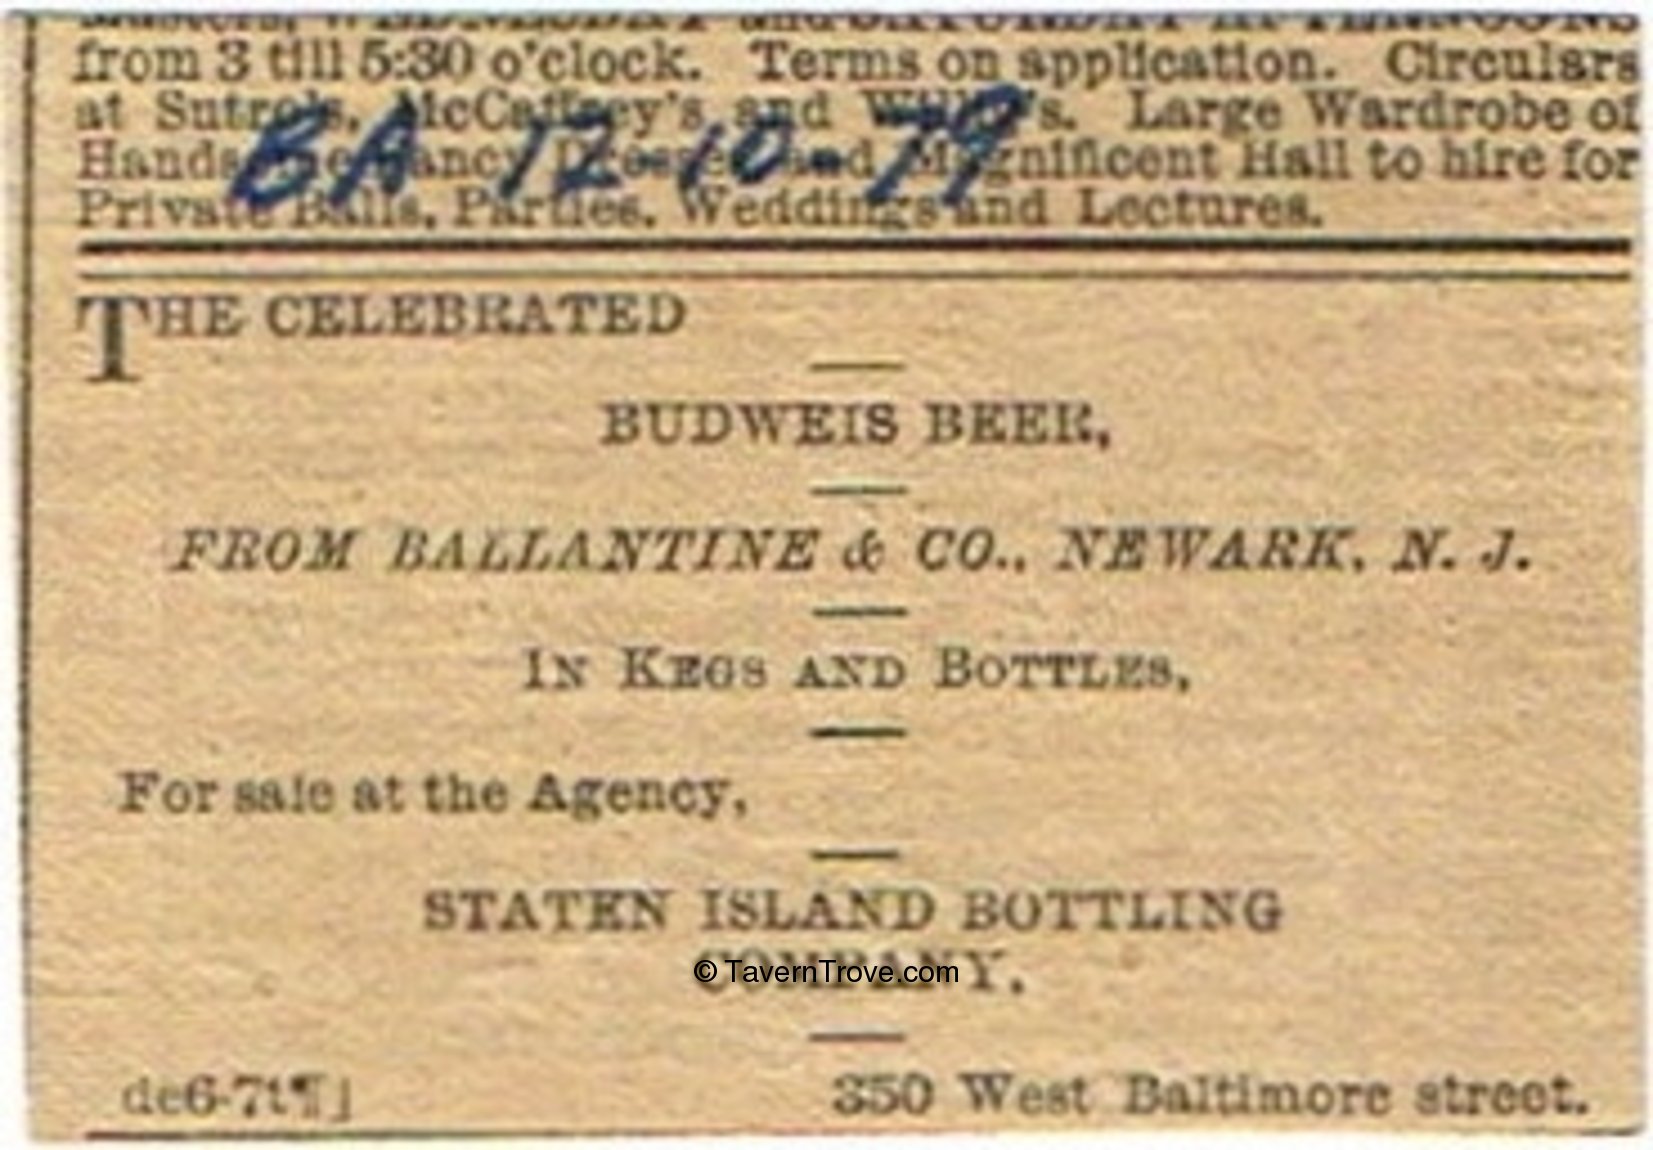 from 3 till 5:30 o'clock. Terms on application. Circulars
at Sutro's, McCaffrey's and Willig's. Large Wardrobe of
BA 12-10-79
Handsome Fancy Dresses and Magnificent Hall to hire for
Private Balls, Parties, Weddings and Lectures.
THE CELEBRATED
BUDWEIS BEER,
FROM BALLANTINE & CO., NEWARK, N. J.
IN KEGS AND BOTTLES,
For sale at the Agency,
STATEN ISLAND BOTTLING
COMPANY,
© TavernTrove.com
de6-7t¶] 350 West Baltimore street.